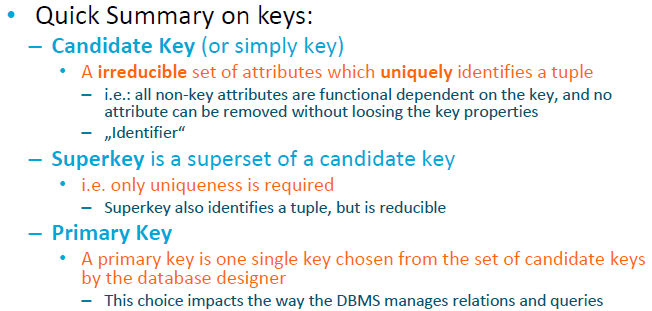 • Quick Summary on keys:
– Candidate Key (or simply key)
• A irreducible set of attributes which uniquely identifies a tuple
– i.e.: all non-key attributes are functional dependent on the key, and no
attribute can be removed without loosing the key properties
– „Identifier“
– Superkey is a superset of a candidate key
• i.e. only uniqueness is required
– Superkey also identifies a tuple, but is reducible
– Primary Key
• A primary key is one single key chosen from the set of candidate keys
by the database designer
– This choice impacts the way the DBMS manages relations and queries